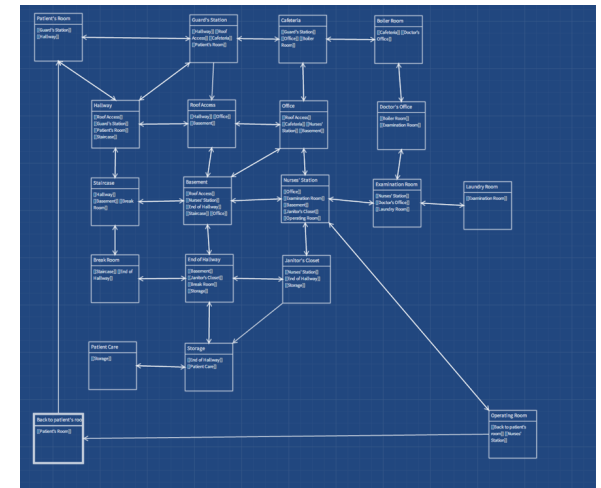 Patient's Room
[[Guard's Station]]
[[Hallway]]
Guard's Station
[[Hallway]] [[Roof
Access]] [[Cafeteria]]
[[Patient's Room]]
Cafeteria
[[Guard's Station]]
[[Office]] [[Boiler
Room]]
Boiler Room
[[Cafeteria]] [[Doctor's
Office]]
Hallway
[[Roof Access]]
[[Guard's Station]]
[[Patient's Room]]
[[Staircase]]
Roof Access
[[Hallway]] [[Office]]
[[Basement]]
Office
[[Roof Access]]
[[Cafeteria]] [[Nurses'
Station]] [[Basement]]
Doctor's Office
[[Boiler Room]]
[[Examination Room]]
Staircase
[[Hallway]]
[[Basement]] [[Break
Room]]
Basement
[[Roof Access]]
[[Nurses' Station]]
[[End of Hallway]]
[[Staircase]] [[Office]]
Nurses' Station
[[Office]]
[[Examination Room]]
[[Basement]]
[[Janitor's Closet]]
[[Operating Room]]
Examination Room
[[Nurses' Station]]
[[Doctor's Office]]
[[Laundry Room]]
Laundry Room
[[Examination Room]]
Break Room
[[Staircase]] [[End of
Hallway]]
End of Hallway
[[Basement]]
[[Janitor's Closet]]
[[Break Room]]
[[Storage]]
Janitor's Closet
[[Nurses' Station]]
[[End of Hallway]]
[[Storage]]
Patient Care
[[Storage]]
Storage
[[End of Hallway]]
[[Patient Care]]
Back to patient's roo
[[Patient's Room]]
Operating Room
[[Back to patient's
room]] [[Nurses'
Station]]